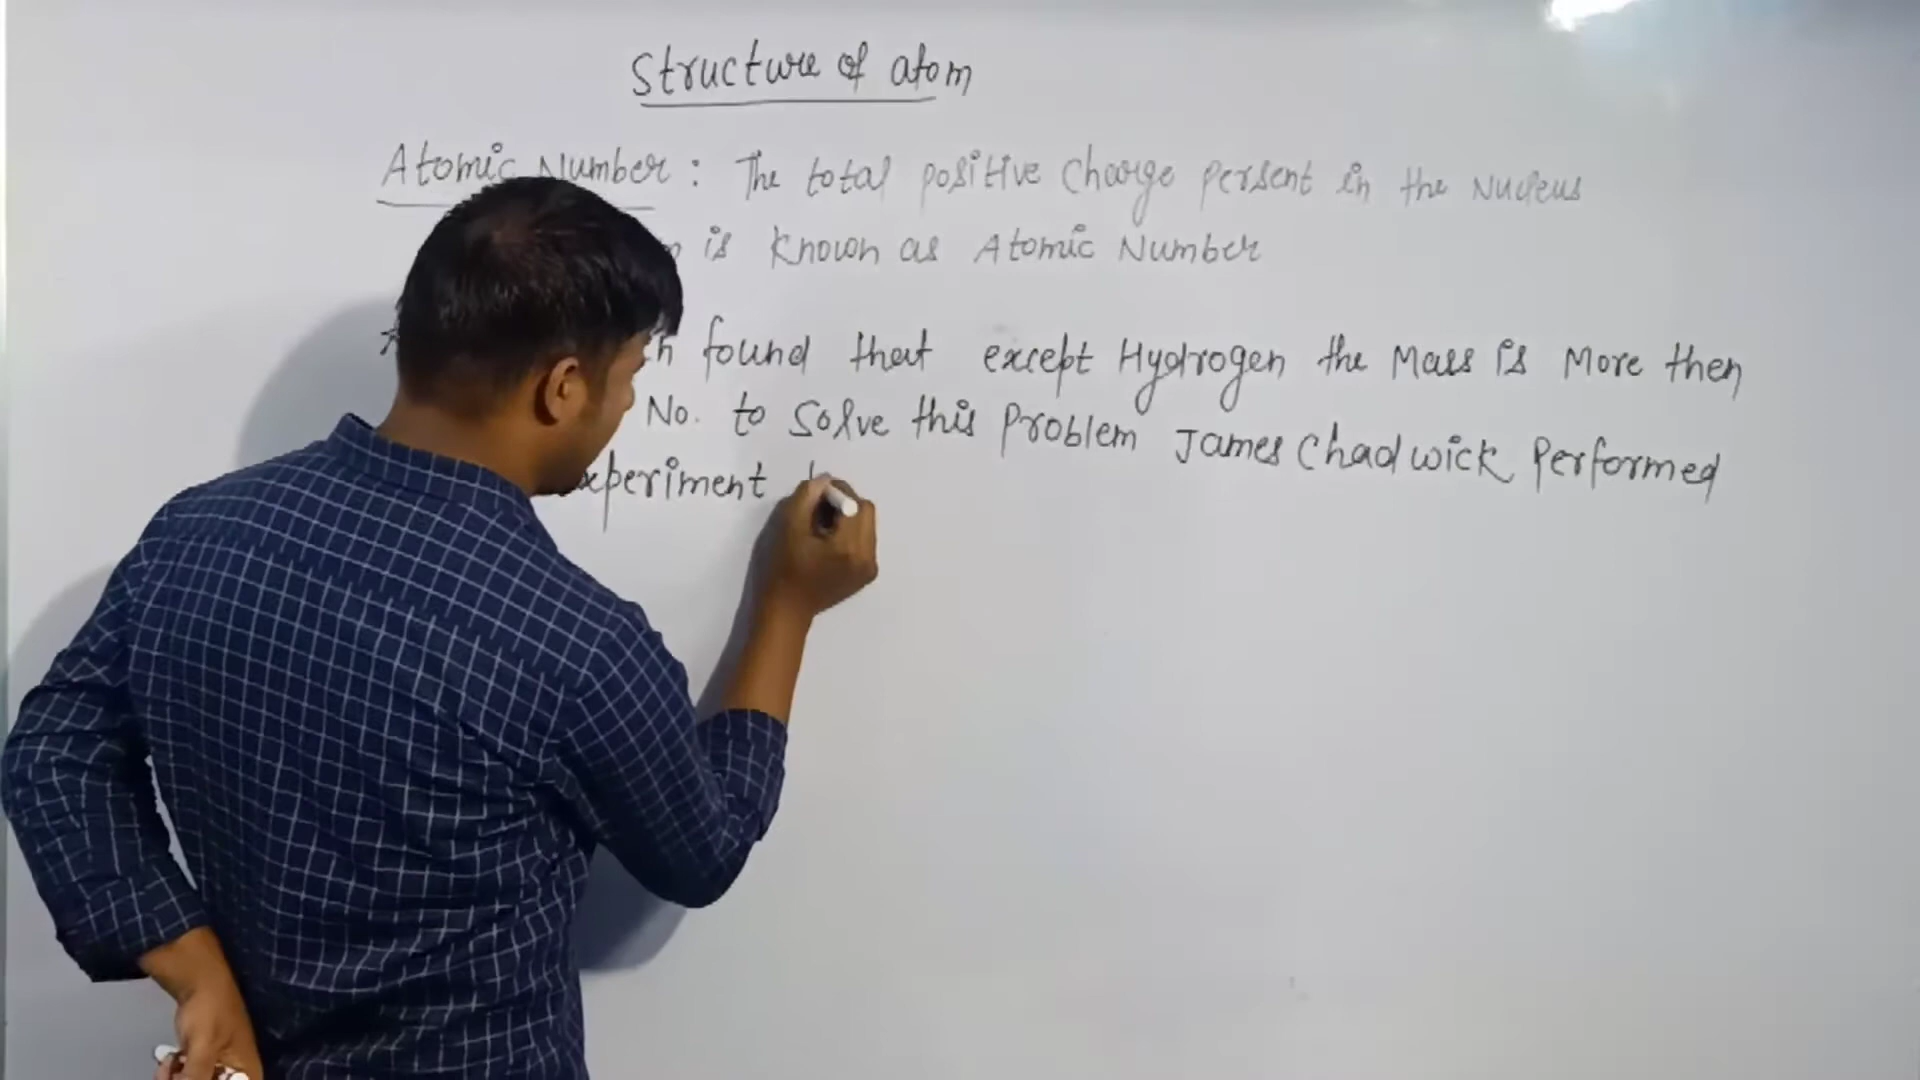 Structure of atom
Atomic Number : The total positive Charge persent in the Nucleus
is Known as Atomic Number
found that except Hydrogen the Mass is More then
No. to Solve this Problem James Chadwick Performed
experiment